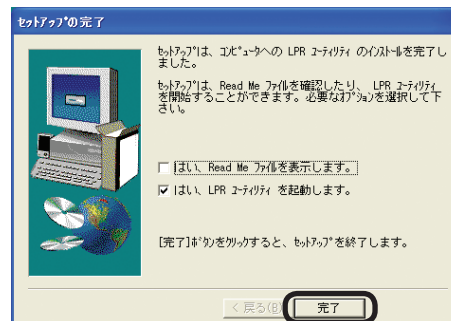 ｾｯﾄｱｯﾌﾟの完了
ｾｯﾄｱｯﾌﾟは、ｺﾝﾋﾟｭｰﾀへの LPR ﾕｰﾃｨﾘﾃｨ のｲﾝｽﾄｰﾙを完了し
ました。
ｾｯﾄｱｯﾌﾟは、Read Me ﾌｧｲﾙを確認したり、 LPR ﾕｰﾃｨﾘﾃｨ
を開始することができます。必要なｵﾌﾟｼｮﾝを選択して下
さい。
はい、Read Me ﾌｧｲﾙを表示します。
はい、LPR ﾕｰﾃｨﾘﾃｨ を起動します。
[完了]ﾎﾞﾀﾝをｸﾘｯｸすると、ｾｯﾄｱｯﾌﾟを終了します。
< 戻る(B)
完了